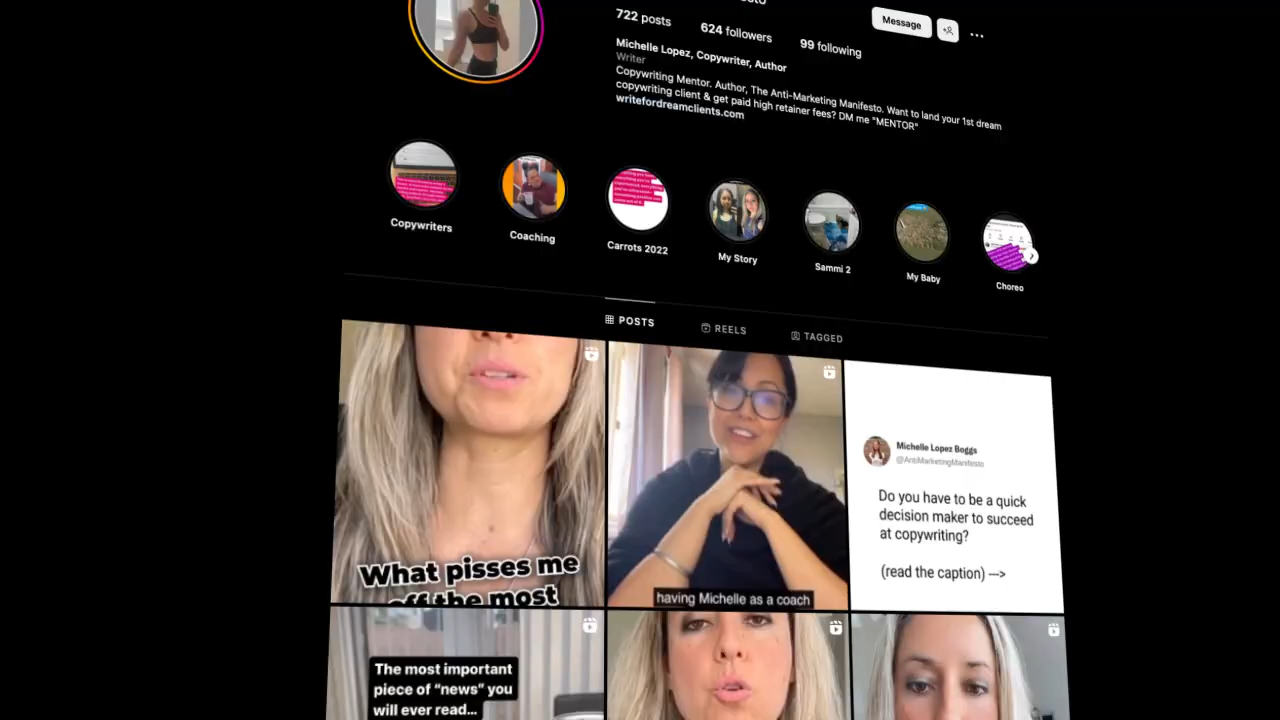 Message
722 posts
624 followers
99 following
Michelle Lopez, Copywriter, Author
Writer
Copywriting Mentor. Author, The Anti-Marketing Manifesto. Want to land your 1st dream
copywriting client & get paid high retainer fees? DM me "MENTOR"
writefordreamclients.com
Copywriters
Coaching
Carrots 2022
My Story
Sammi 2
My Baby
Choreo
POSTS
REELS
TAGGED
What pisses me
off the most
having Michelle as a coach
Michelle Lopez Boggs
@AntiMarketingManifesto
Do you have to be a quick
decision maker to succeed
at copywriting?
(read the caption) --->
The most important
piece of “news” you
will ever read...